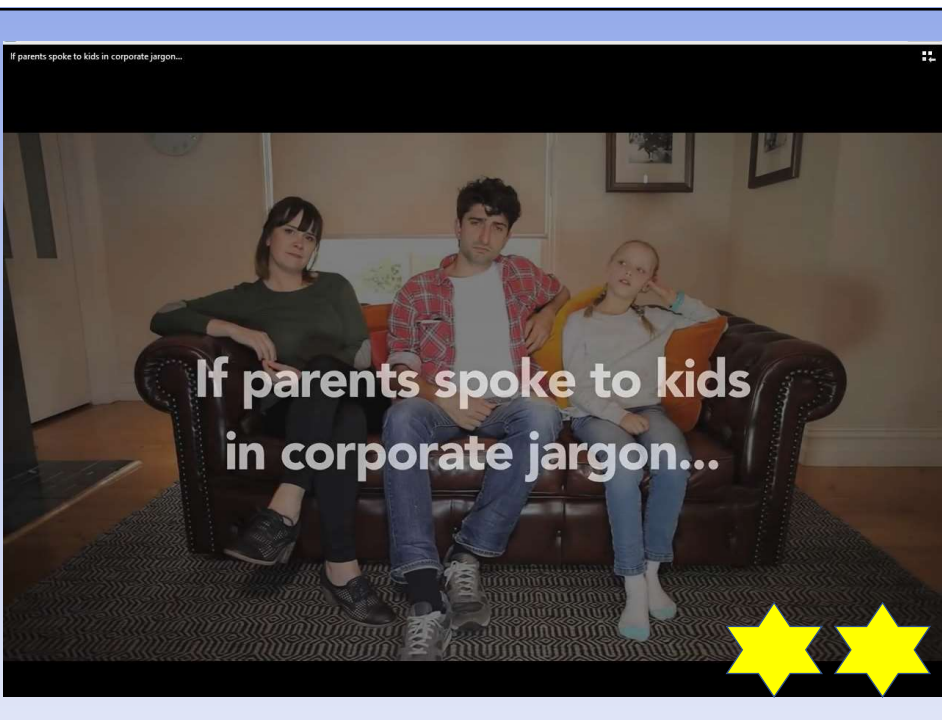 If parents spoke to kids in corporate jargon...
If parents spoke to kids
in corporate jargon...